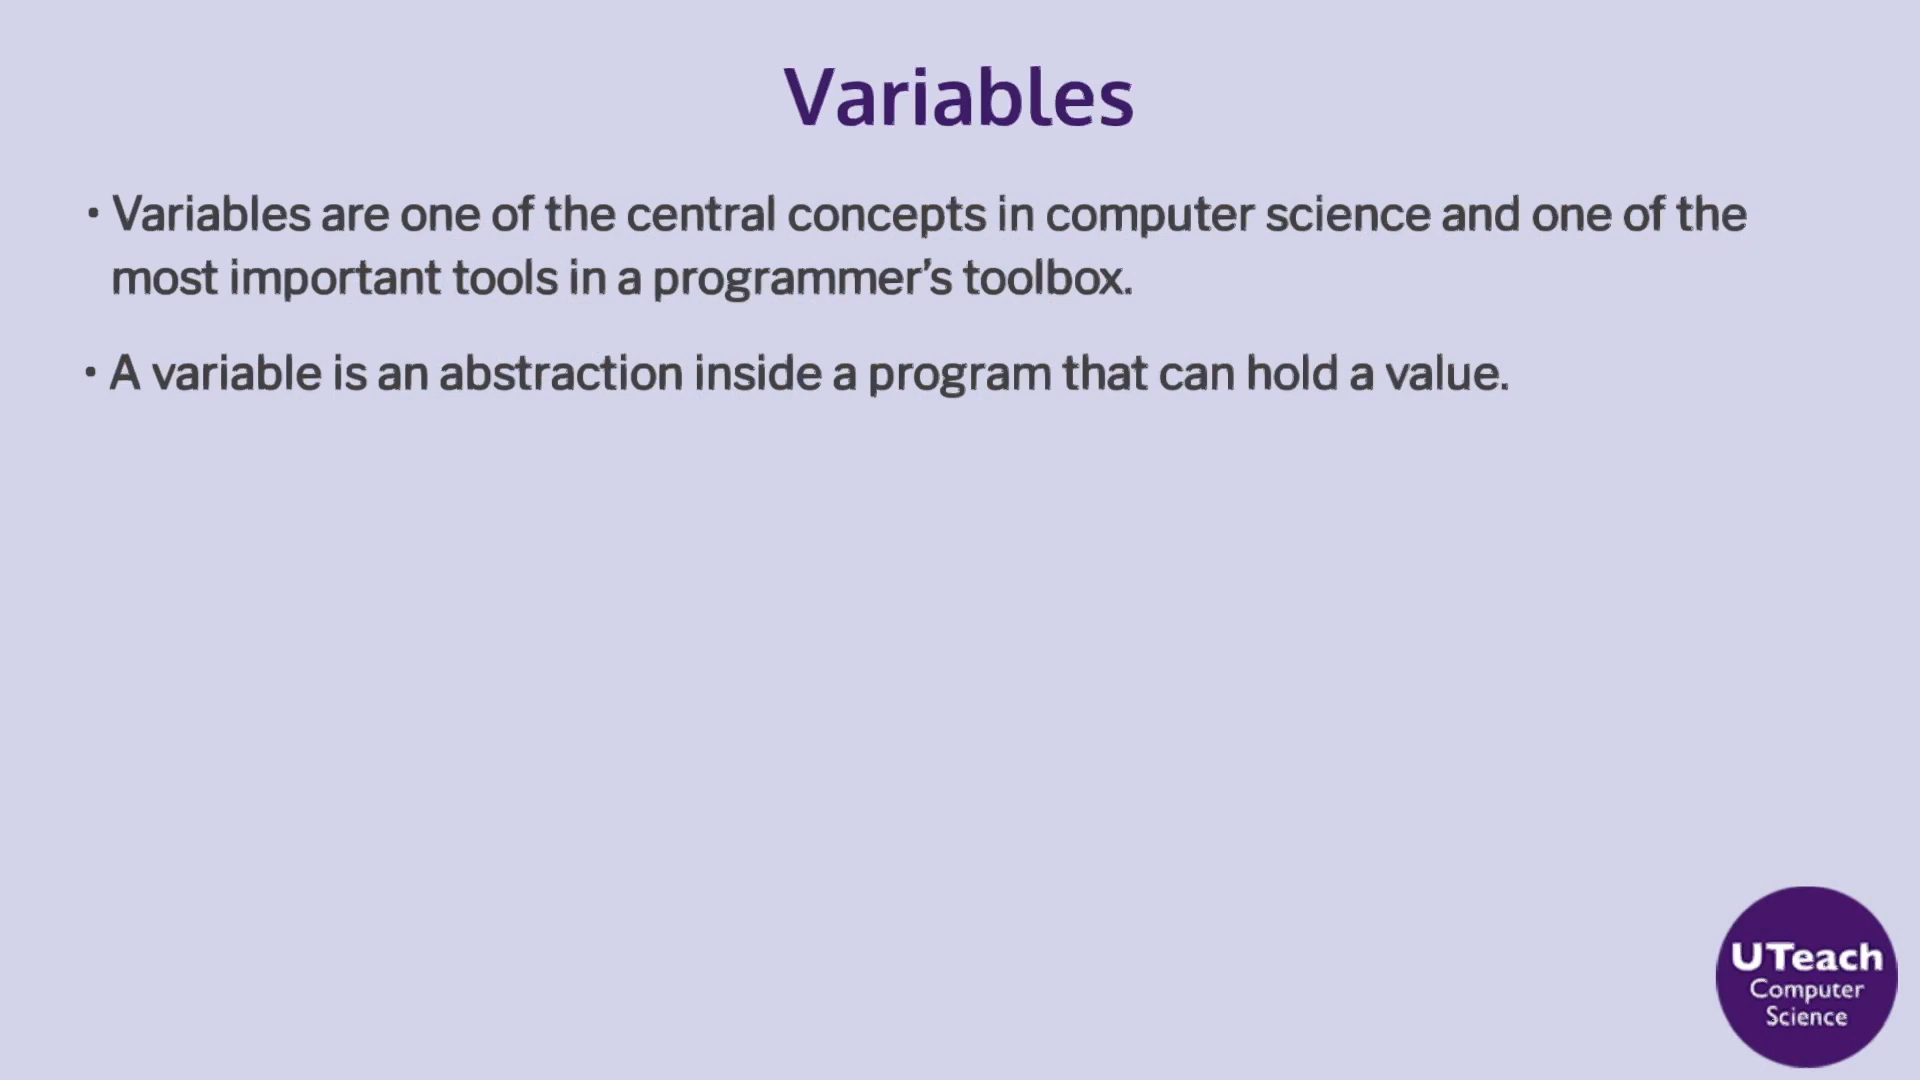 Variables
• Variables are one of the central concepts in computer science and one of the
most important tools in a programmer’s toolbox.
• A variable is an abstraction inside a program that can hold a value.
UTeach
Computer
Science